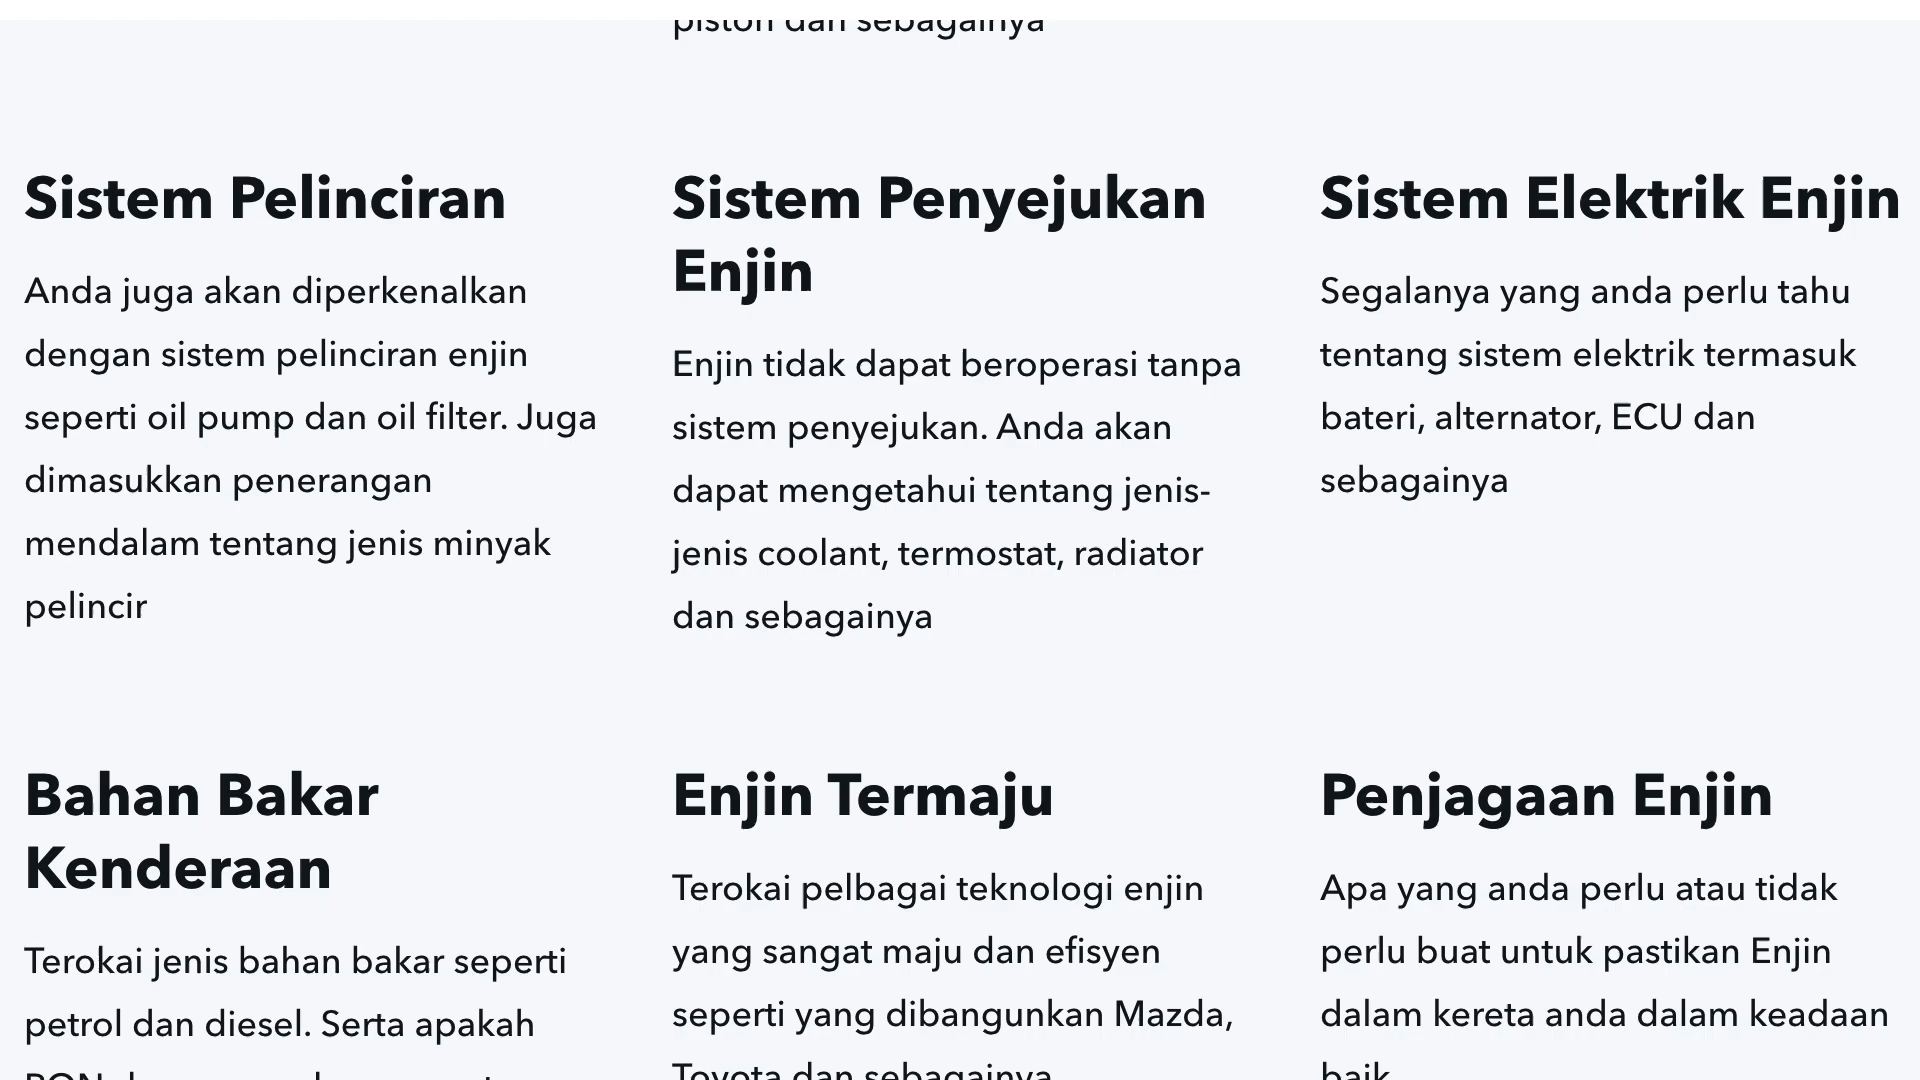 piston dan sebagainya
Sistem Pelinciran
Anda juga akan diperkenalkan
dengan sistem pelinciran enjin
seperti oil pump dan oil filter. Juga
dimasukkan penerangan
mendalam tentang jenis minyak
pelincir
Sistem Penyejukan
Enjin
Enjin tidak dapat beroperasi tanpa
sistem penyejukan. Anda akan
dapat mengetahui tentang jenis-
jenis coolant, termostat, radiator
dan sebagainya
Sistem Elektrik Enjin
Segalanya yang anda perlu tahu
tentang sistem elektrik termasuk
bateri, alternator, ECU dan
sebagainya
Bahan Bakar
Kenderaan
Terokai jenis bahan bakar seperti
petrol dan diesel. Serta apakah
Enjin Termaju
Terokai pelbagai teknologi enjin
yang sangat maju dan efisyen
seperti yang dibangunkan Mazda,
Toyota dan sebagainya
Penjagaan Enjin
Apa yang anda perlu atau tidak
perlu buat untuk pastikan Enjin
dalam kereta anda dalam keadaan
baik